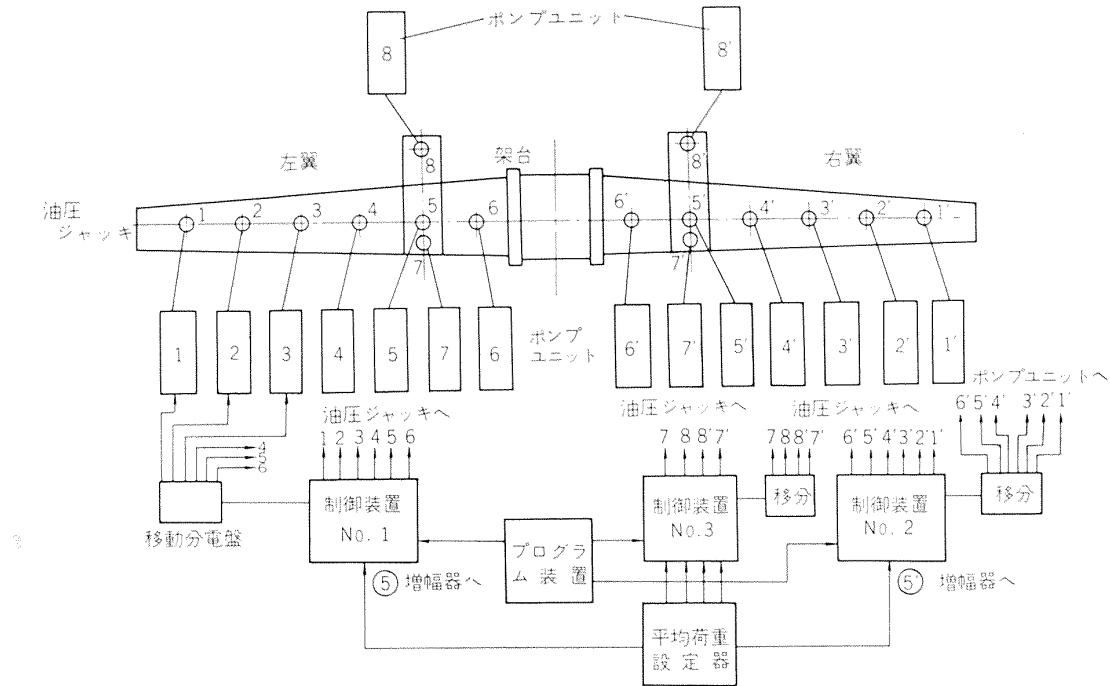 ポンプユニット
8
8'
左翼
架台
右翼
8
8'
油圧
ジャッキ
1
2
3
4
5
6
7
6'
5'
4'
3'
2'
1'
7'
1
2
3
4
5
7
6
ポンプ
ユニット
6'
7'
5'
4'
3'
2'
1'
ポンプユニットへ
6' 5' 4' 3' 2' 1'
油圧ジャッキへ
1 2 3 4 5 6
油圧ジャッキへ
7 8 8' 7'
7 8 8' 7'
油圧ジャッキへ
6' 5' 4' 3' 2' 1'
4
5
6
移動分電盤
制御装置
No. 1
制御装置
No.3
移分
制御装置
No. 2
移分
プログラ
ム装置
⑤ 増幅器へ
5' 増幅器へ
平均荷重
設定器